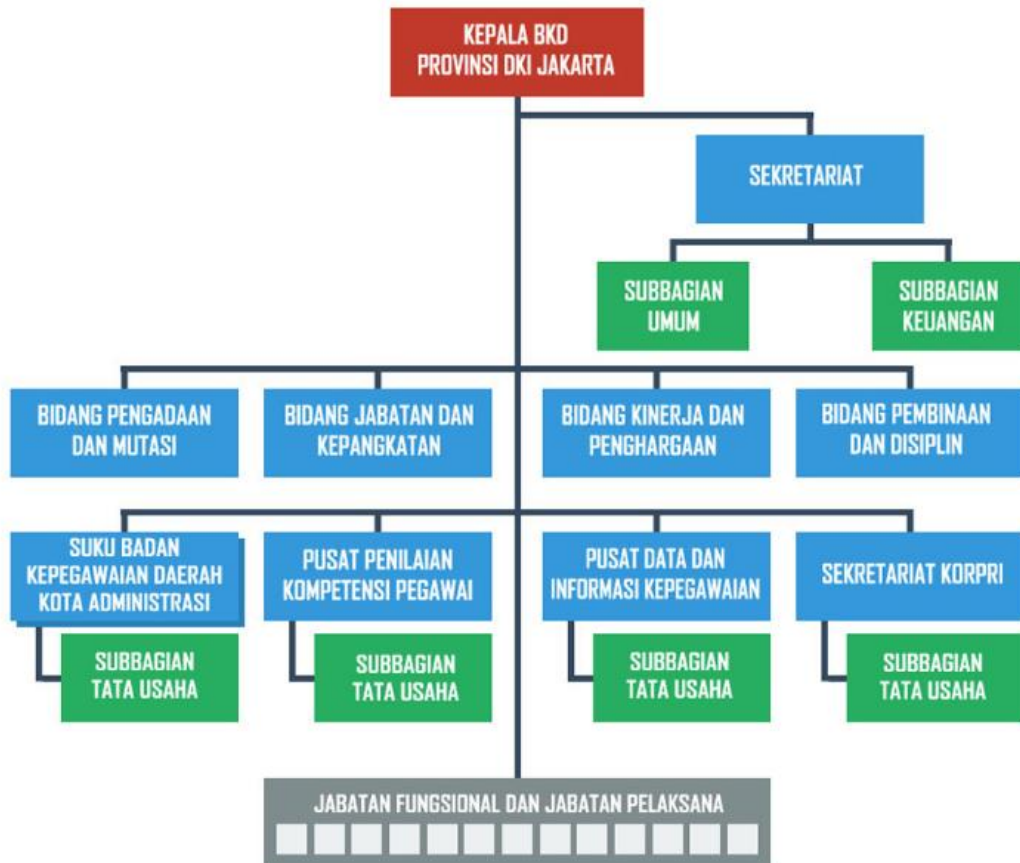 KEPALA BKD
PROVINSI DKI JAKARTA
SEKRETARIAT
SUBBAGIAN
UMUM
SUBBAGIAN
KEUANGAN
BIDANG PENGADAAN
DAN MUTASI
BIDANG JABATAN DAN
KEPANGKATAN
BIDANG KINERJA DAN
PENGHARGAAN
BIDANG PEMBINAAN
DAN DISIPLIN
SUKU BADAN
KEPEGAWAIAN DAERAH
KOTA ADMINISTRASI
PUSAT PENILAIAN
KOMPETENSI PEGAWAI
PUSAT DATA DAN
INFORMASI KEPEGAWAIAN
SEKRETARIAT KORPRI
SUBBAGIAN
TATA USAHA
SUBBAGIAN
TATA USAHA
SUBBAGIAN
TATA USAHA
SUBBAGIAN
TATA USAHA
JABATAN FUNGSIONAL DAN JABATAN PELAKSANA